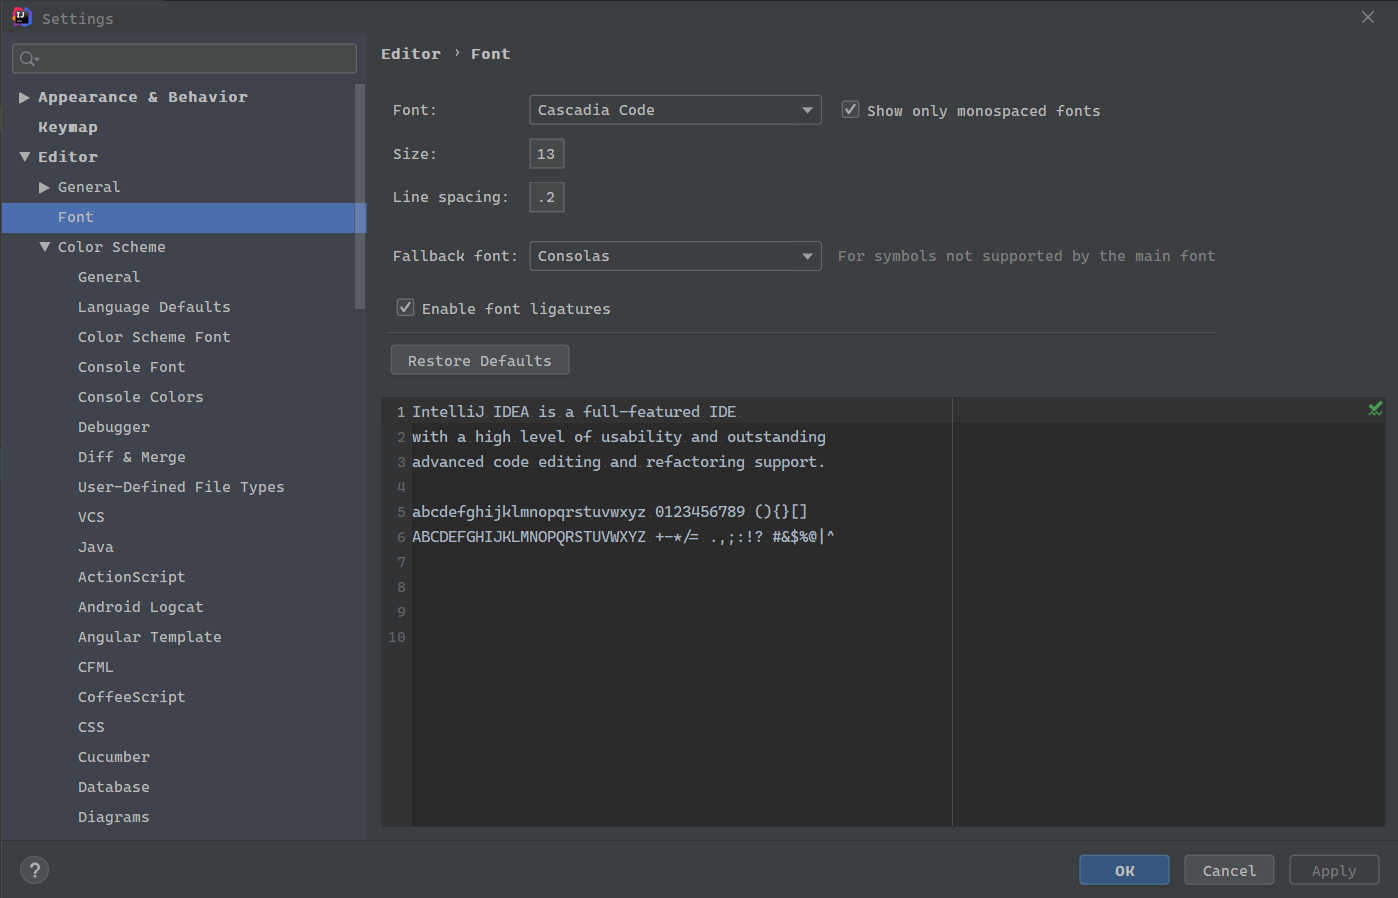 Settings
Appearance & Behavior
Keymap
Editor
General
Font
Color Scheme
General
Language Defaults
Color Scheme Font
Console Font
Console Colors
Debugger
Diff & Merge
User-Defined File Types
VCS
Java
ActionScript
Android Logcat
Angular Template
CFML
CoffeeScript
CSS
Cucumber
Database
Diagrams
Editor › Font
Font: Cascadia Code Show only monospaced fonts
Size: 13
Line spacing: .2
Fallback font: Consolas For symbols not supported by the main font
Enable font ligatures
Restore Defaults
1 IntelliJ IDEA is a full-featured IDE
2 with a high level of usability and outstanding
3 advanced code editing and refactoring support.
4
5 abcdefghijklmnopqrstuvwxyz 0123456789 (){}[]
6 ABCDEFGHIJKLMNOPQRSTUVWXYZ +-*/= .,;:!? #&$%@|^
7
8
9
10
? OK Cancel Apply